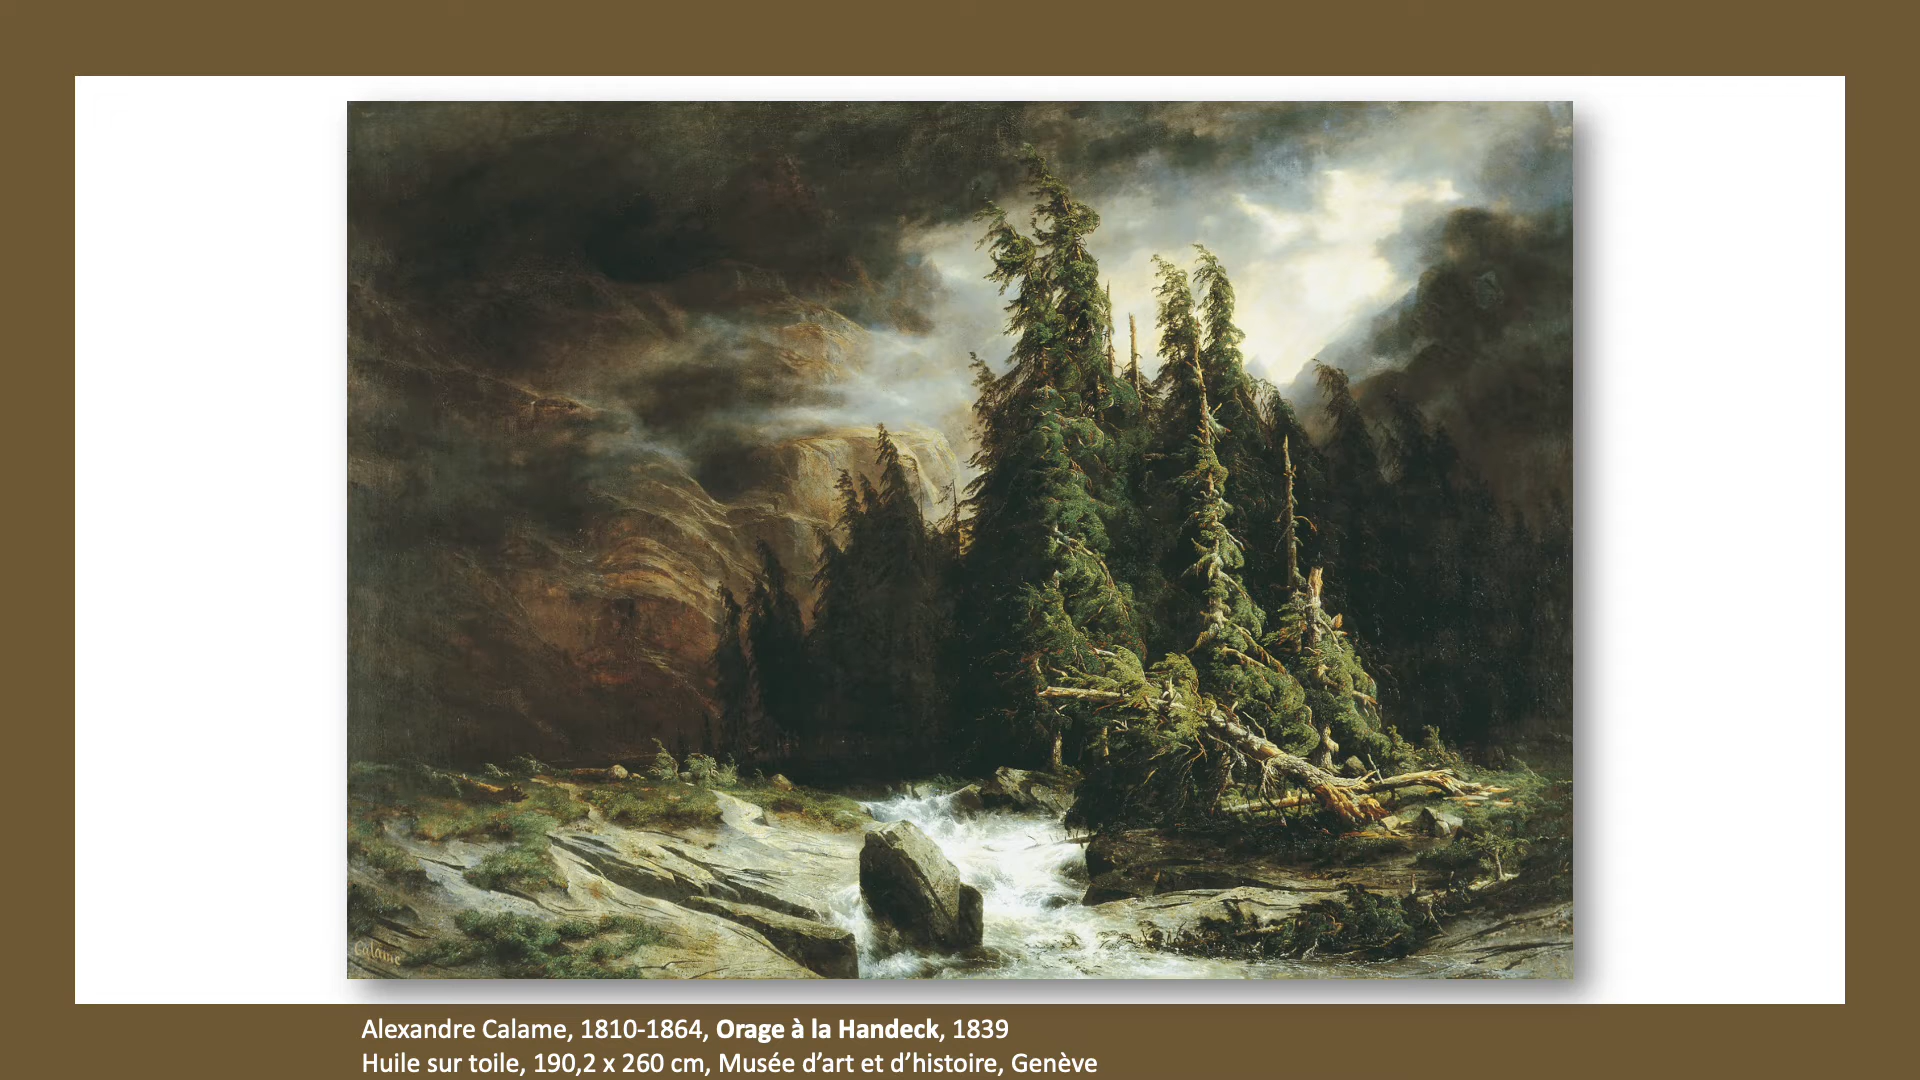 Calame
Alexandre Calame, 1810-1864, Orage à la Handeck, 1839
Huile sur toile, 190,2 x 260 cm, Musée d’art et d’histoire, Genève